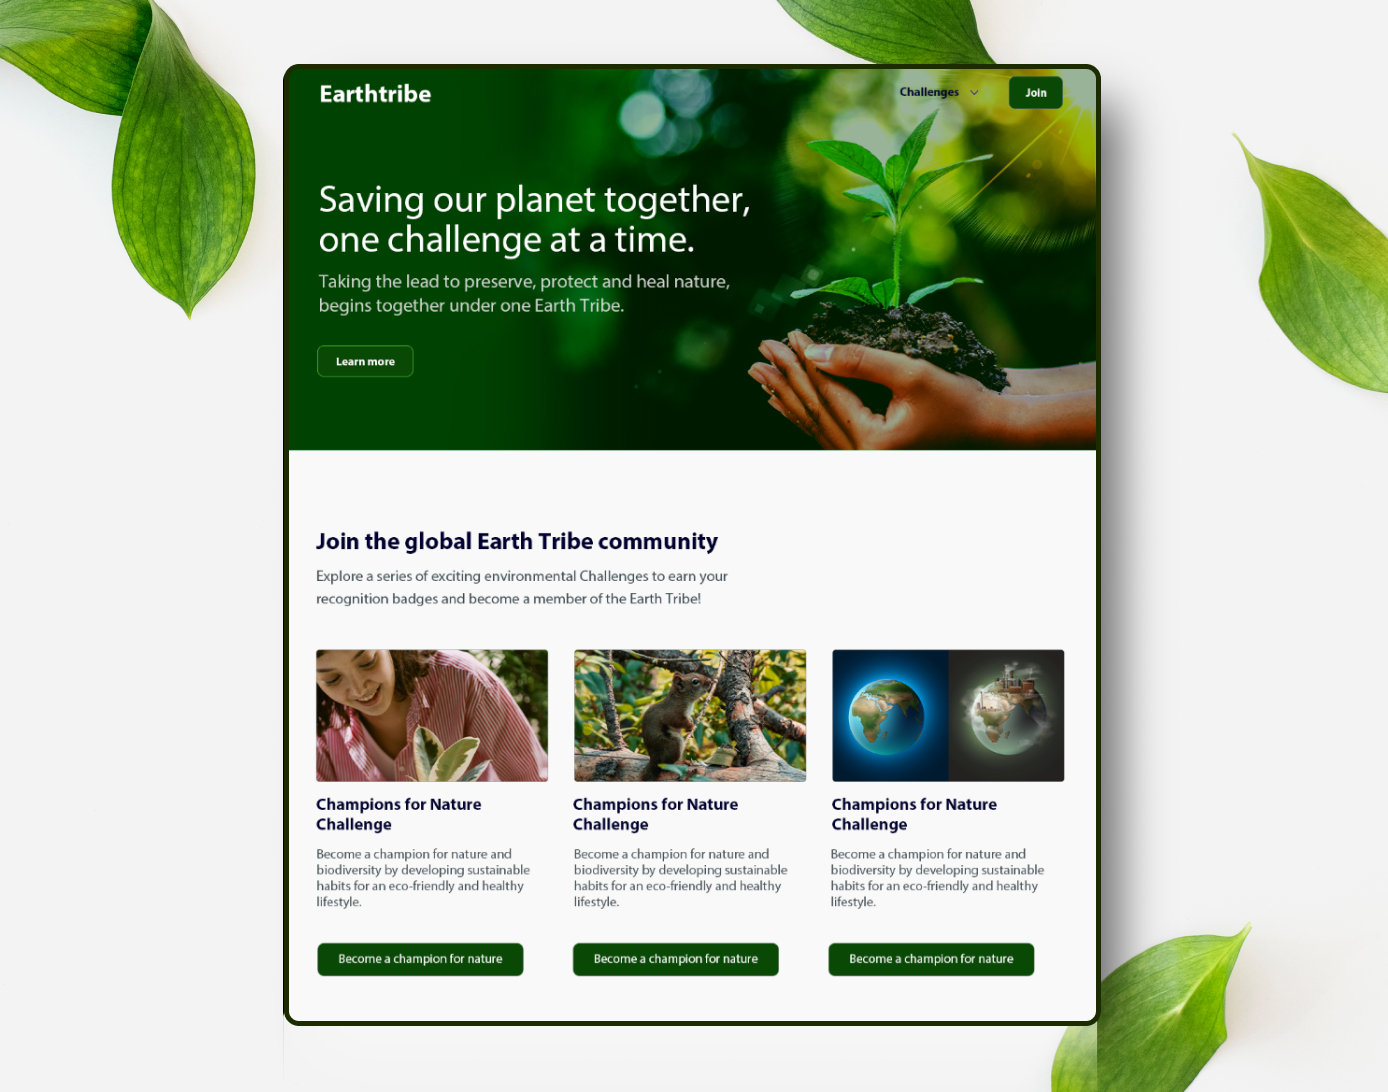 Earthtribe
Challenges
Join
Saving our planet together,
one challenge at a time.
Taking the lead to preserve, protect and heal nature,
begins together under one Earth Tribe.
Learn more
Join the global Earth Tribe community
Explore a series of exciting environmental Challenges to earn your
recognition badges and become a member of the Earth Tribe!
Champions for Nature
Challenge
Become a champion for nature and
biodiversity by developing sustainable
habits for an eco-friendly and healthy
lifestyle.
Become a champion for nature
Champions for Nature
Challenge
Become a champion for nature and
biodiversity by developing sustainable
habits for an eco-friendly and healthy
lifestyle.
Become a champion for nature
Champions for Nature
Challenge
Become a champion for nature and
biodiversity by developing sustainable
habits for an eco-friendly and healthy
lifestyle.
Become a champion for nature